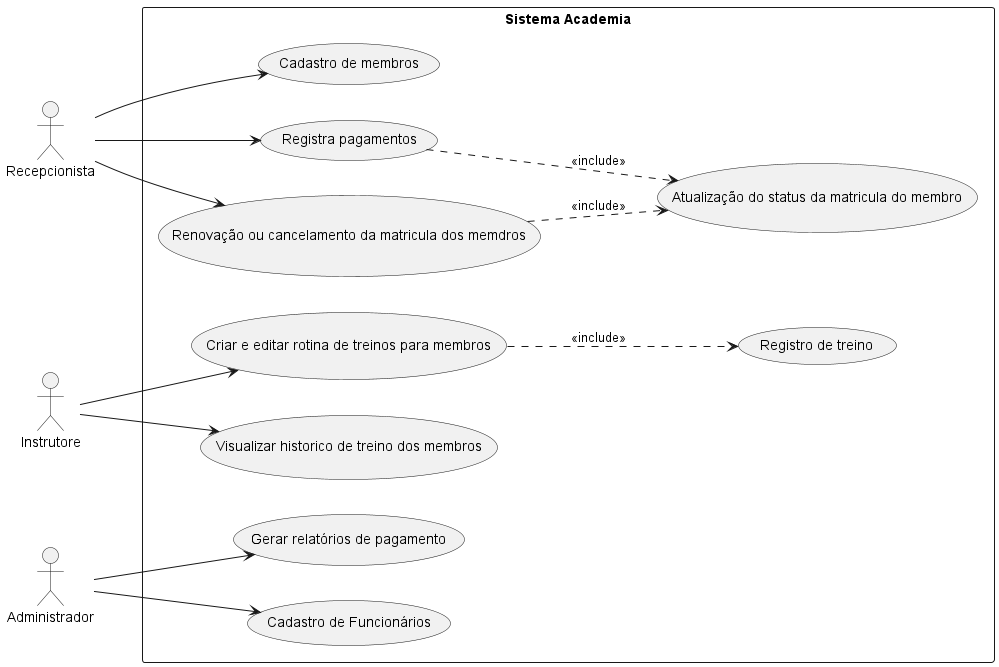 Sistema Academia
Cadastro de membros
Registra pagamentos
Recepcionista
«include»
Atualização do status da matricula do membro
«include»
Renovação ou cancelamento da matricula dos memdros
Criar e editar rotina de treinos para membros
«include»
Registro de treino
Instrutore
Visualizar historico de treino dos membros
Gerar relatórios de pagamento
Administrador
Cadastro de Funcionários